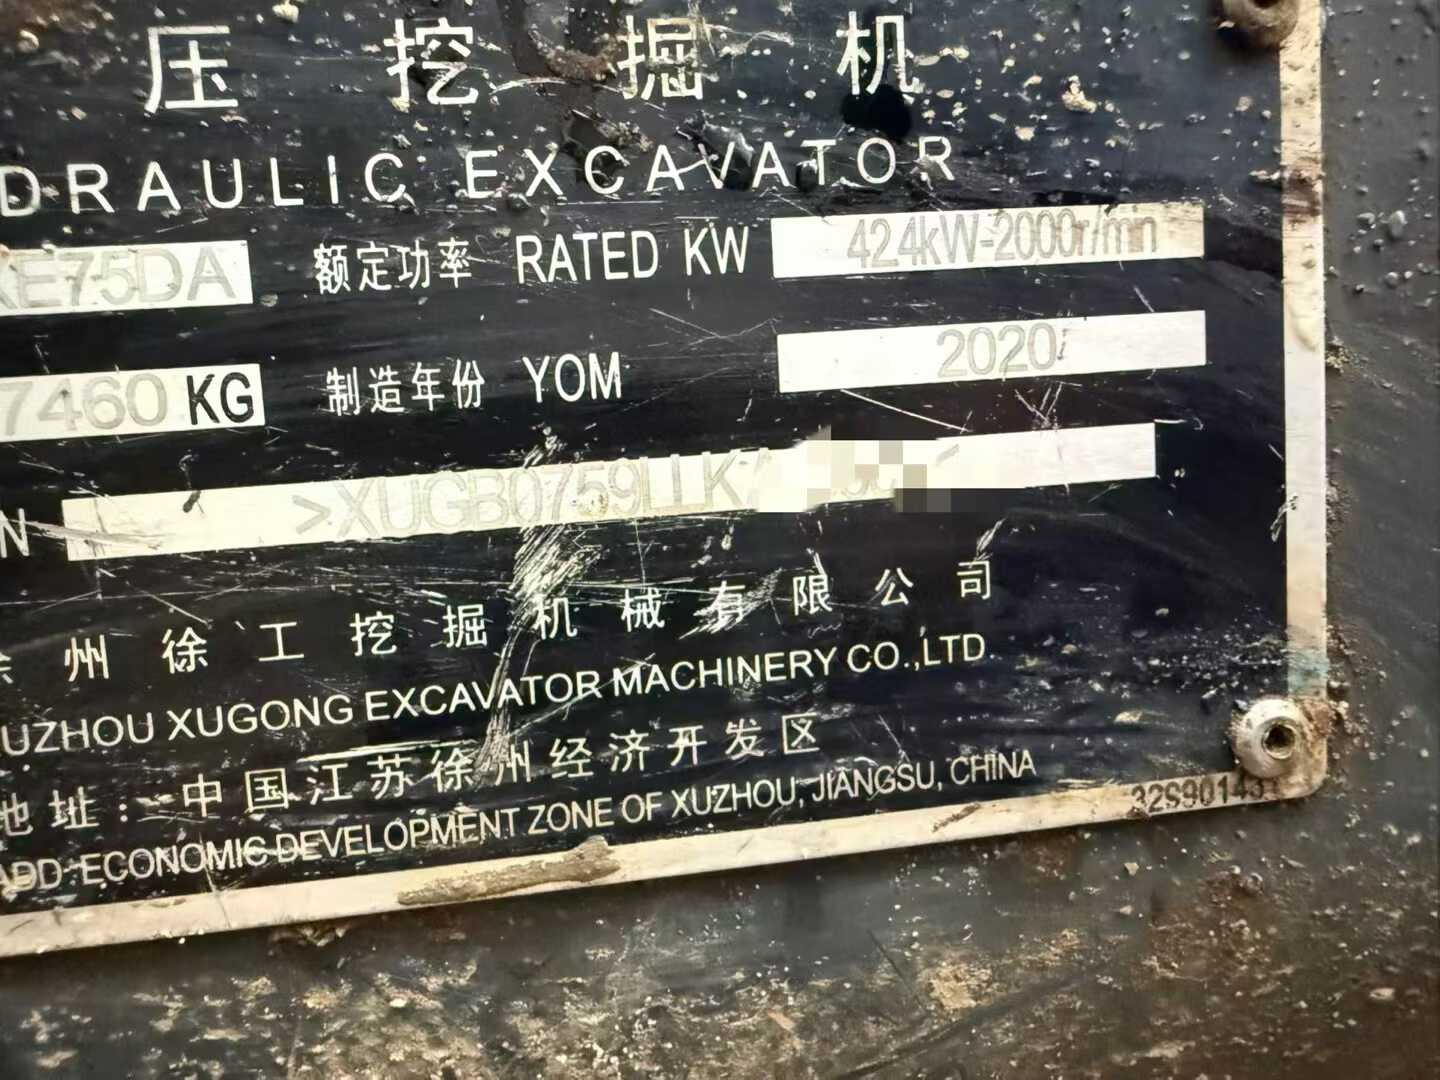 压挖掘机
DRAULIC EXCAVATOR
XE75DA 额定功率 RATED KW 42.4kW-2000r/min
7460 KG 制造年份 YOM 2020
N >XUGB0759LLK
州徐工挖掘机械有限公司
UZHOU XUGONG EXCAVATOR MACHINERY CO.,LTD
地址:中国江苏徐州经济开发区
ADD:ECONOMIC DEVELOPMENT ZONE OF XUZHOU, JIANGSU, CHINA